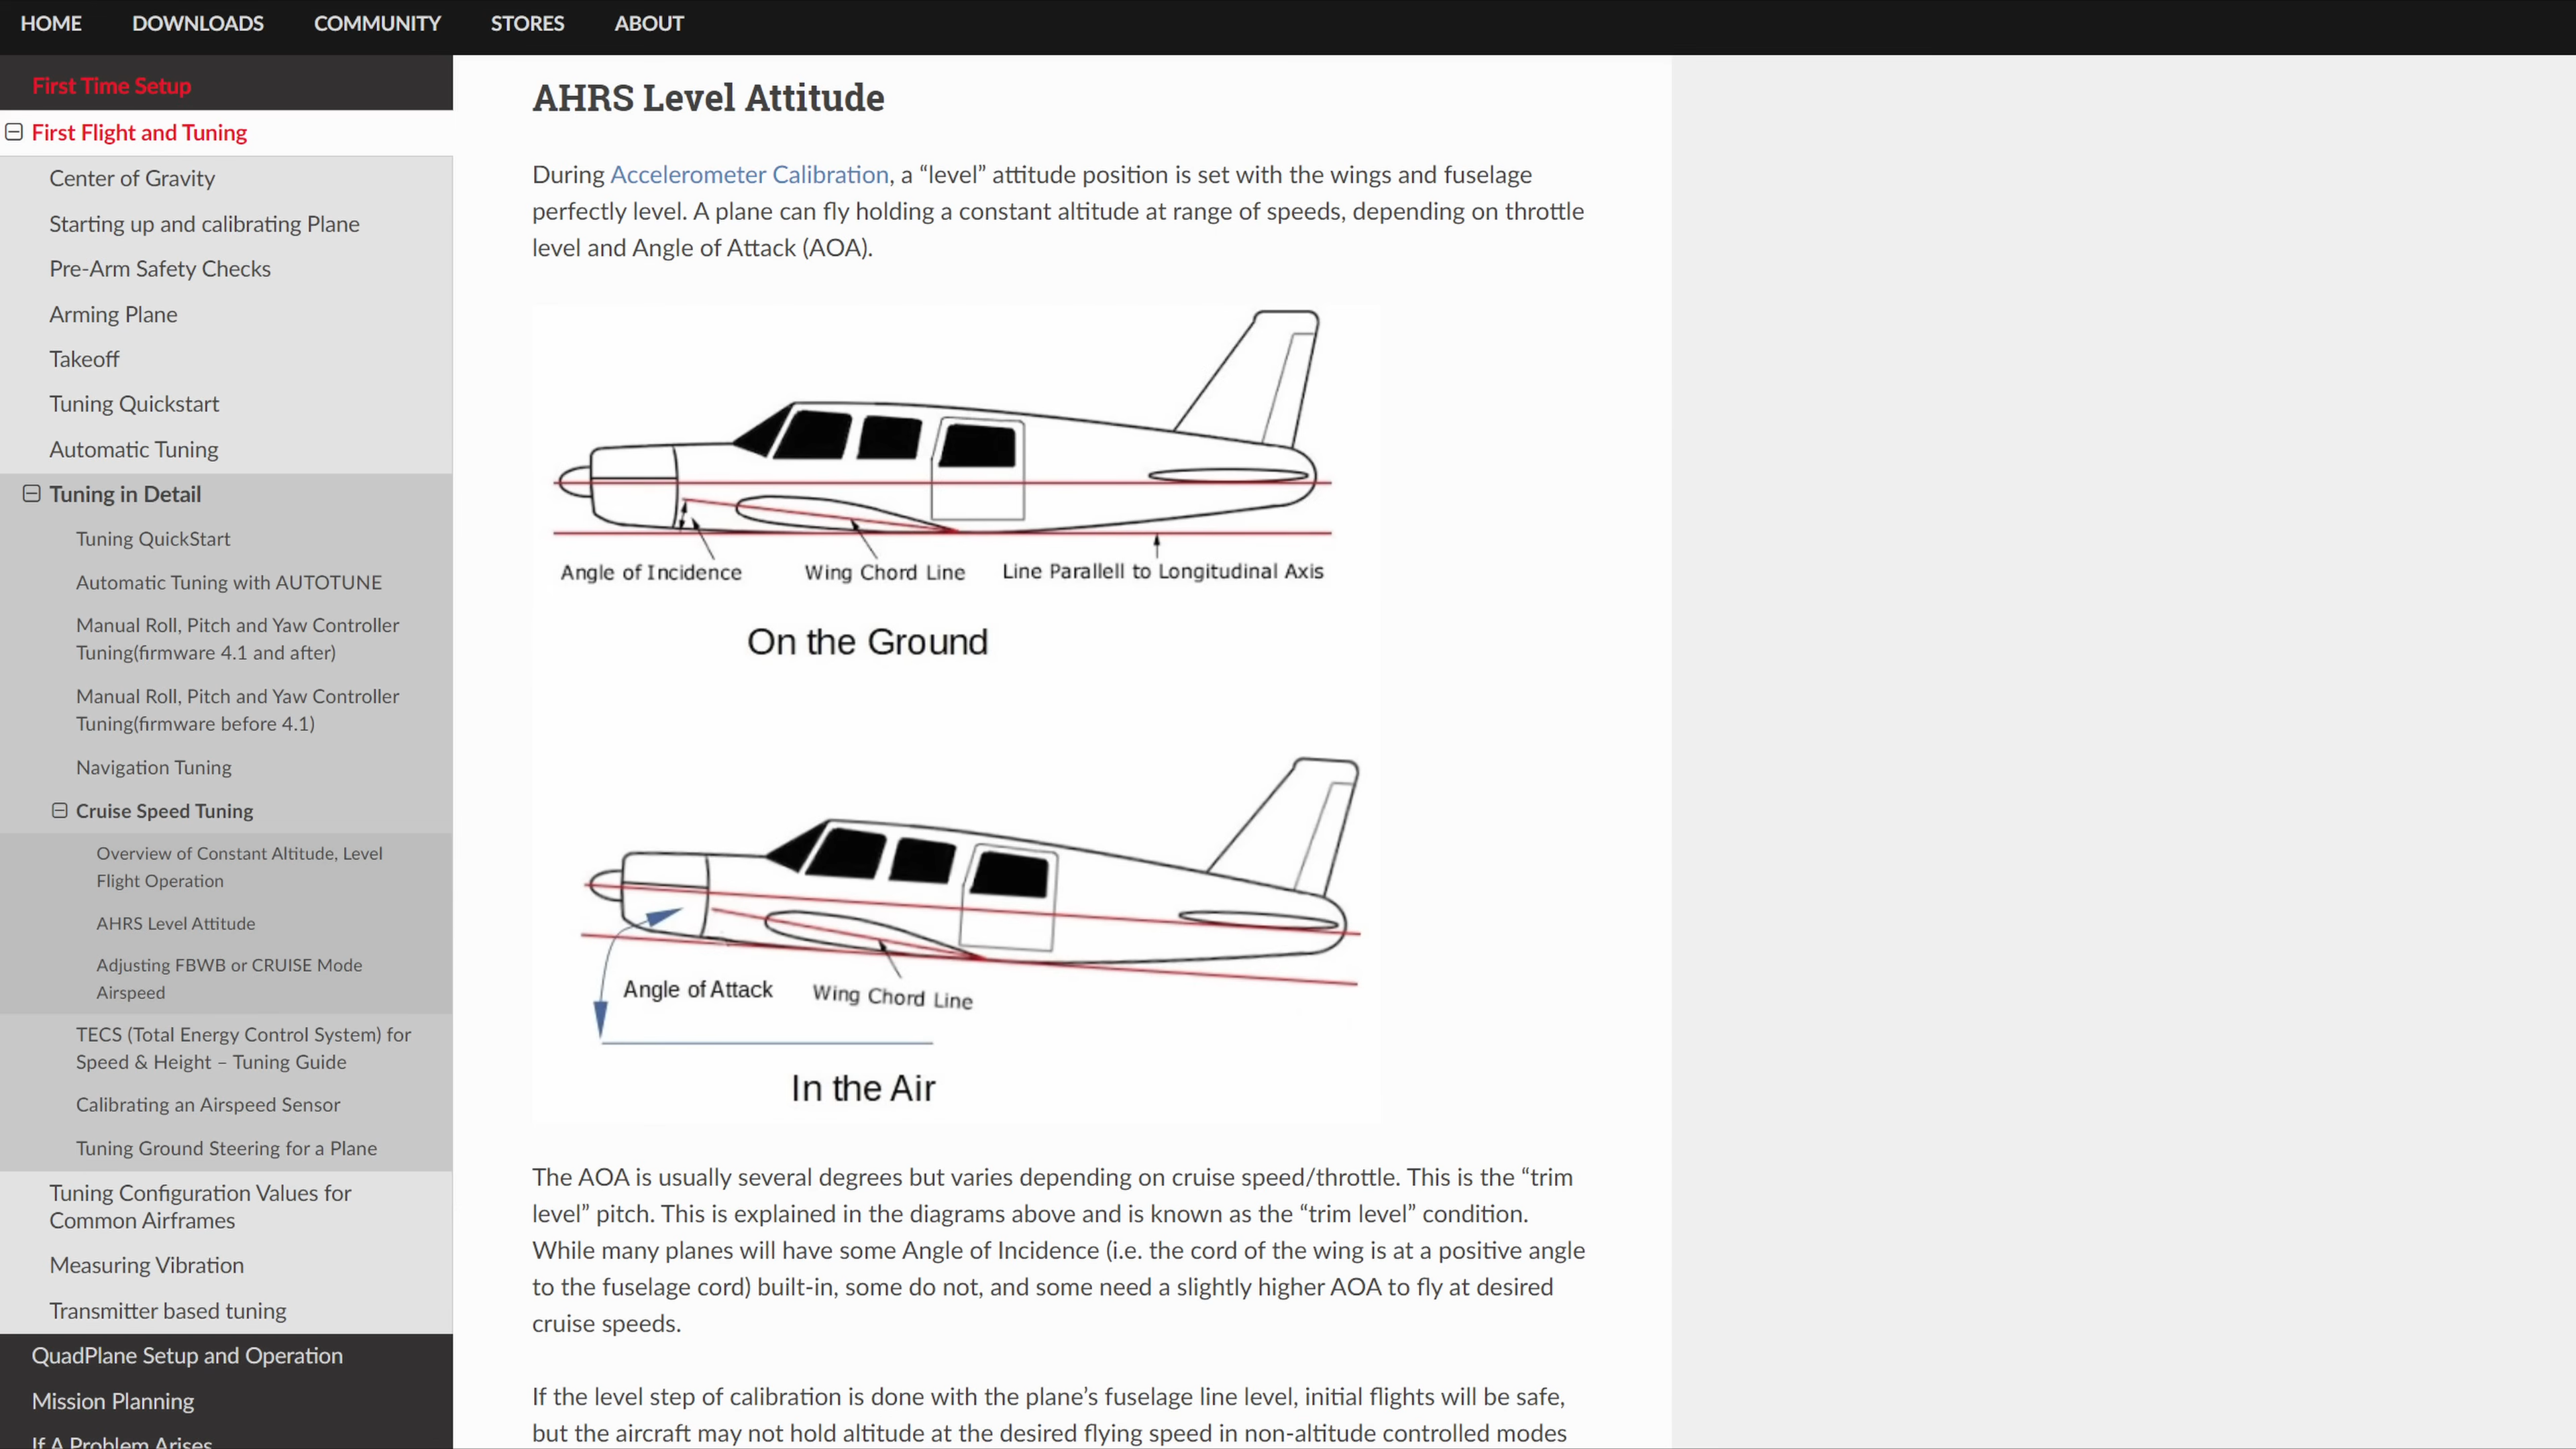 HOME DOWNLOADS COMMUNITY STORES ABOUT
First Time Setup
First Flight and Tuning
Center of Gravity
Starting up and calibrating Plane
Pre-Arm Safety Checks
Arming Plane
Takeoff
Tuning Quickstart
Automatic Tuning
Tuning in Detail
Tuning QuickStart
Automatic Tuning with AUTOTUNE
Manual Roll, Pitch and Yaw Controller
Tuning(firmware 4.1 and after)
Manual Roll, Pitch and Yaw Controller
Tuning(firmware before 4.1)
Navigation Tuning
Cruise Speed Tuning
Overview of Constant Altitude, Level
Flight Operation
AHRS Level Attitude
Adjusting FBWB or CRUISE Mode
Airspeed
TECS (Total Energy Control System) for
Speed & Height – Tuning Guide
Calibrating an Airspeed Sensor
Tuning Ground Steering for a Plane
Tuning Configuration Values for
Common Airframes
Measuring Vibration
Transmitter based tuning
QuadPlane Setup and Operation
Mission Planning
If A Problem Arises
AHRS Level Attitude
During Accelerometer Calibration, a “level” attitude position is set with the wings and fuselage
perfectly level. A plane can fly holding a constant altitude at range of speeds, depending on throttle
level and Angle of Attack (AOA).
Angle of Incidence Wing Chord Line Line Parallell to Longitudinal Axis
On the Ground
Angle of Attack Wing Chord Line
In the Air
The AOA is usually several degrees but varies depending on cruise speed/throttle. This is the “trim
level” pitch. This is explained in the diagrams above and is known as the “trim level” condition.
While many planes will have some Angle of Incidence (i.e. the cord of the wing is at a positive angle
to the fuselage cord) built-in, some do not, and some need a slightly higher AOA to fly at desired
cruise speeds.
If the level step of calibration is done with the plane’s fuselage line level, initial flights will be safe,
but the aircraft may not hold altitude at the desired flying speed in non-altitude controlled modes